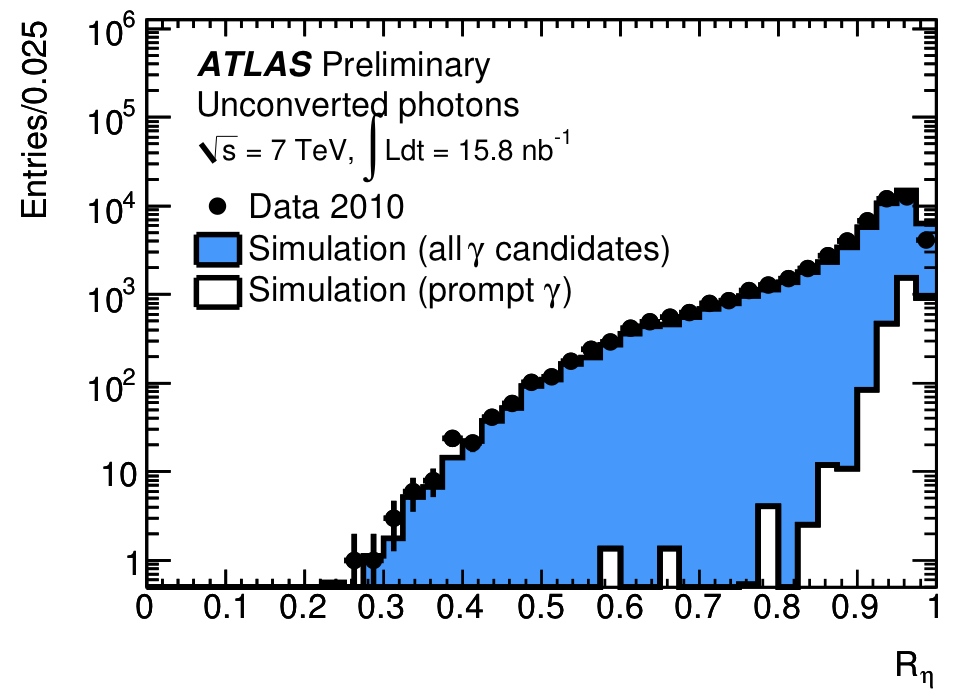 Entries/0.025
10⁶
10⁵
10⁴
10³
10²
10
1
ATLAS Preliminary
Unconverted photons
√s = 7 TeV, ∫Ldt = 15.8 nb⁻¹
Data 2010
Simulation (all γ candidates)
Simulation (prompt γ)
0 0.1 0.2 0.3 0.4 0.5 0.6 0.7 0.8 0.9 1
Rη